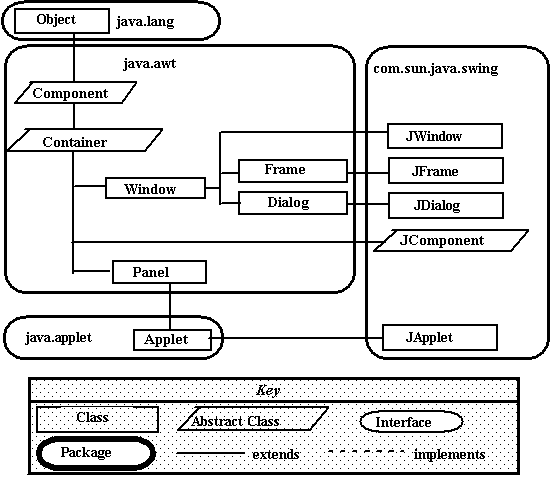 Object
java.lang
java.awt
com.sun.java.swing
Component
Container
JWindow
Window
Frame
JFrame
Dialog
JDialog
JComponent
Panel
java.applet
Applet
JApplet
Key
Class
Abstract Class
Interface
Package
extends
implements